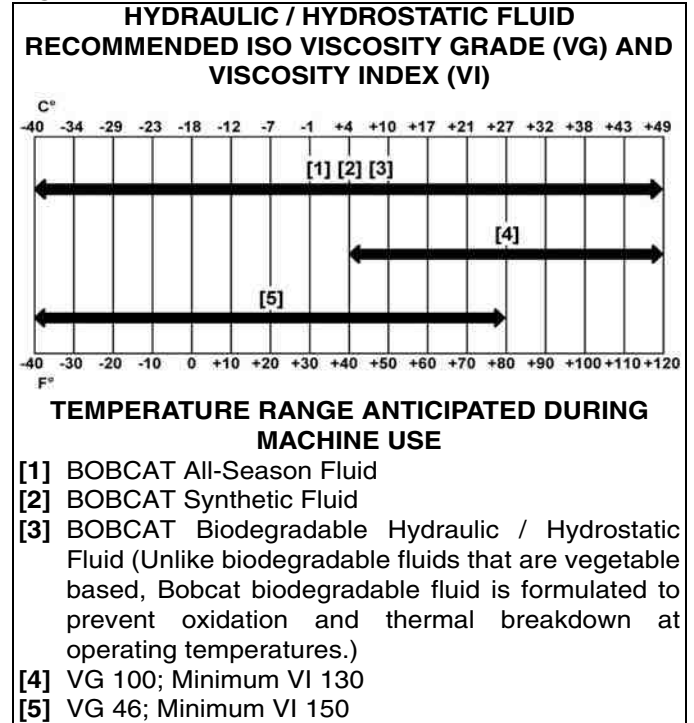 HYDRAULIC / HYDROSTATIC FLUID
RECOMMENDED ISO VISCOSITY GRADE (VG) AND
VISCOSITY INDEX (VI)
C°
-40 -34 -29 -23 -18 -12 -7 -1 +4 +10 +17 +21 +27 +32 +38 +43 +49
[1] [2] [3]
[4]
[5]
-40 -30 -20 -10 0 +10 +20 +30 +40 +50 +60 +70 +80 +90 +100 +110 +120
F°
TEMPERATURE RANGE ANTICIPATED DURING
MACHINE USE
[1] BOBCAT All-Season Fluid
[2] BOBCAT Synthetic Fluid
[3] BOBCAT Biodegradable Hydraulic / Hydrostatic
Fluid (Unlike biodegradable fluids that are vegetable
based, Bobcat biodegradable fluid is formulated to
prevent oxidation and thermal breakdown at
operating temperatures.)
[4] VG 100; Minimum VI 130
[5] VG 46; Minimum VI 150